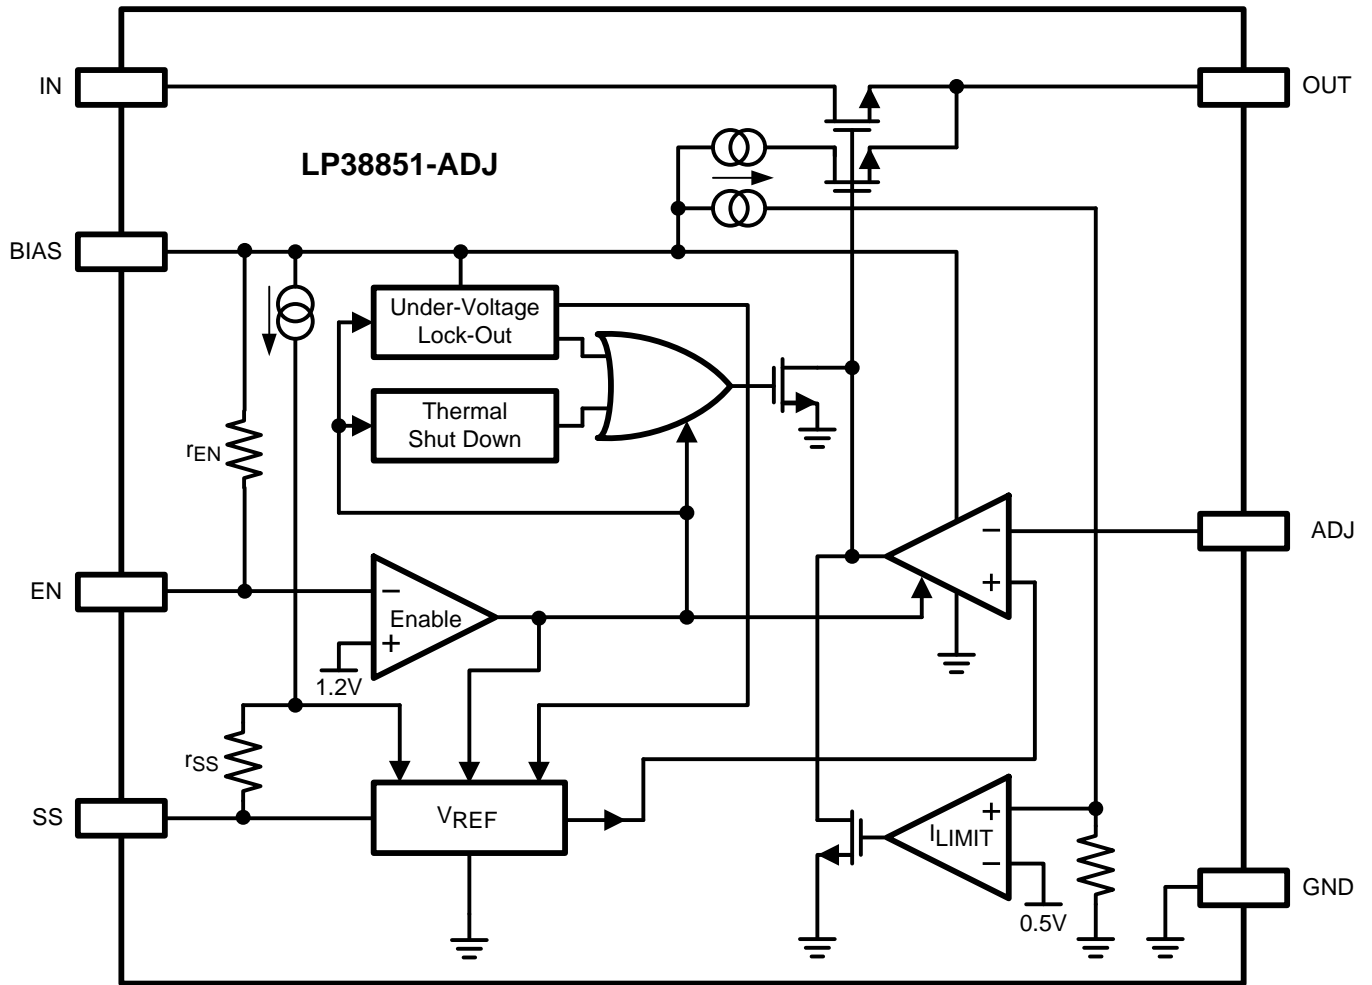 IN
OUT
LP38851-ADJ
BIAS
Under-Voltage
Lock-Out
Thermal
Shut Down
rEN
ADJ
EN
Enable
−
+
−
+
1.2V
rSS
SS
VREF
ILIMIT
+
−
0.5V
GND